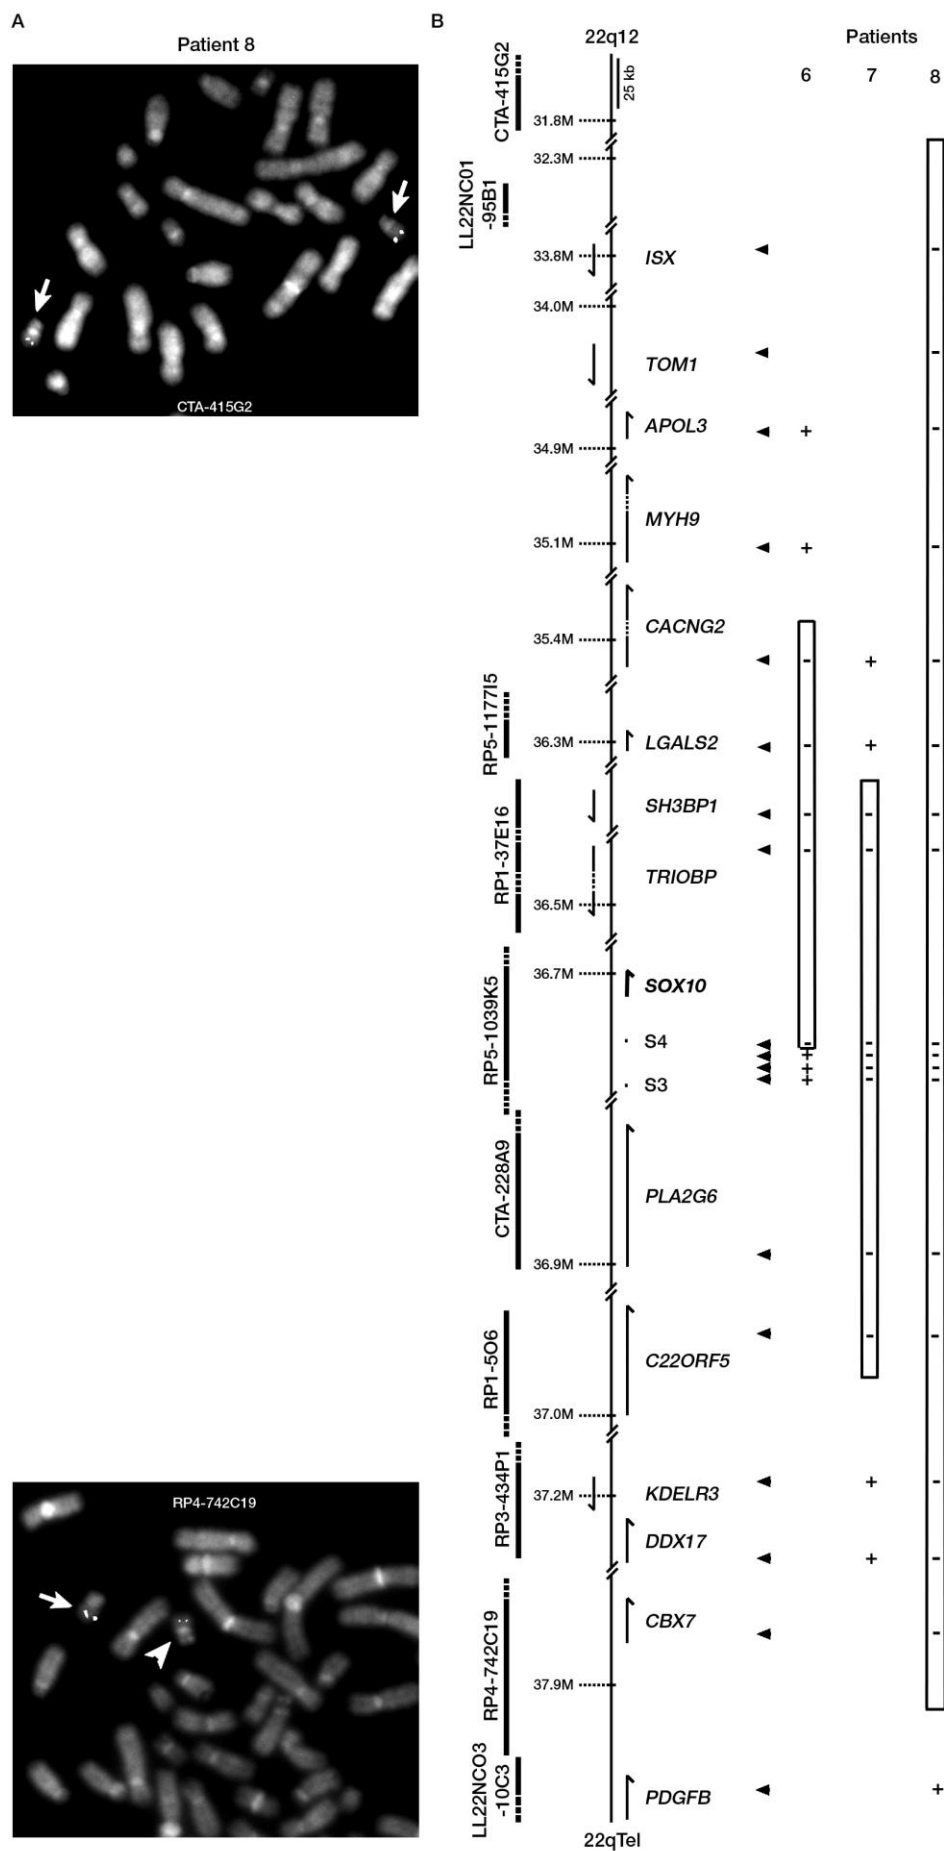 A
Patient 8
CTA-415G2
RP4-742C19
B
22q12
Patients
6 7 8
25 kb
CTA-415G2
31.8M
32.3M
LL22NC01
-95B1
33.8M
ISX
-
34.0M
TOM1
-
APOL3
+ -
34.9M
MYH9
35.1M
+ -
CACNG2
35.4M
- + -
RP5-1177I5
36.3M
LGALS2
- + -
RP1-37E16
SH3BP1
- - -
- - -
TRIOBP
36.5M
RP5-1039K5
36.7M
SOX10
S4
- - -
+ - -
+ - -
+ - -
S3
CTA-228A9
PLA2G6
- -
36.9M
RP1-5O6
- -
C22ORF5
37.0M
RP3-434P1
+ -
37.2M
KDELR3
DDX17
+ -
RP4-742C19
CBX7
-
37.9M
LL22NCO3
-10C3
PDGFB
+
22qTel